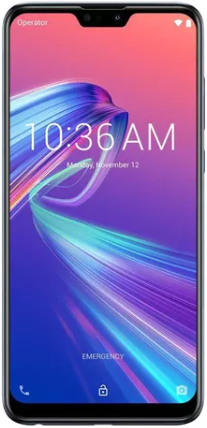 Operator
10:36 AM
Monday, November 12
EMERGENCY